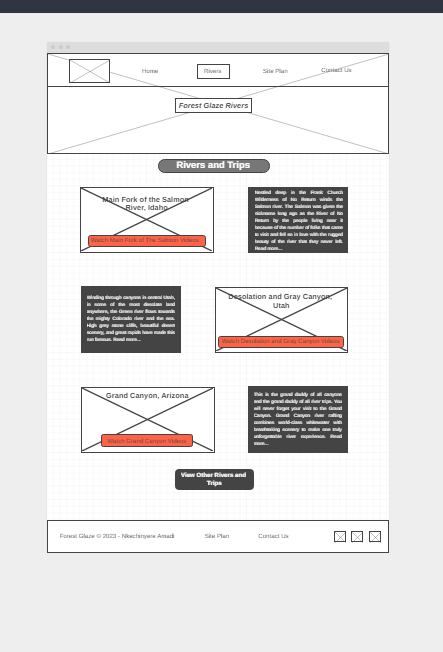 Home
Rivers
Site Plan
Contact Us
Forest Glaze Rivers
Rivers and Trips
Main Fork of the Salmon
River, Idaho
Watch Main Fork of The Salmon Videos
Nestled deep in the Frank Church
Wilderness of No Return winds the
Salmon river. The Salmon was given the
nickname long ago as the River of No
Return by the people living near it
because of the number of folks that came
to visit and fell so in love with the rugged
beauty of the river that they never left.
Read more...
Winding through canyons in central Utah,
in some of the most desolate land
anywhere, the Green river flows towards
the mighty Colorado river and the sea.
High grey stone cliffs, beautiful desert
scenery, and great rapids have made this
run famous. Read more...
Desolation and Gray Canyon,
Utah
Watch Desolation and Gray Canyon Videos
Grand Canyon, Arizona
Watch Grand Canyon Videos
This is the grand daddy of all canyons
and the grand daddy of all river trips. You
will never forget your visit to the Grand
Canyon. Grand Canyon river rafting
combines world-class whitewater with
breathtaking scenery to make one truly
unforgettable river experience. Read
more...
View Other Rivers and
Trips
Forest Glaze © 2023 - Nkechinyere Amadi
Site Plan
Contact Us